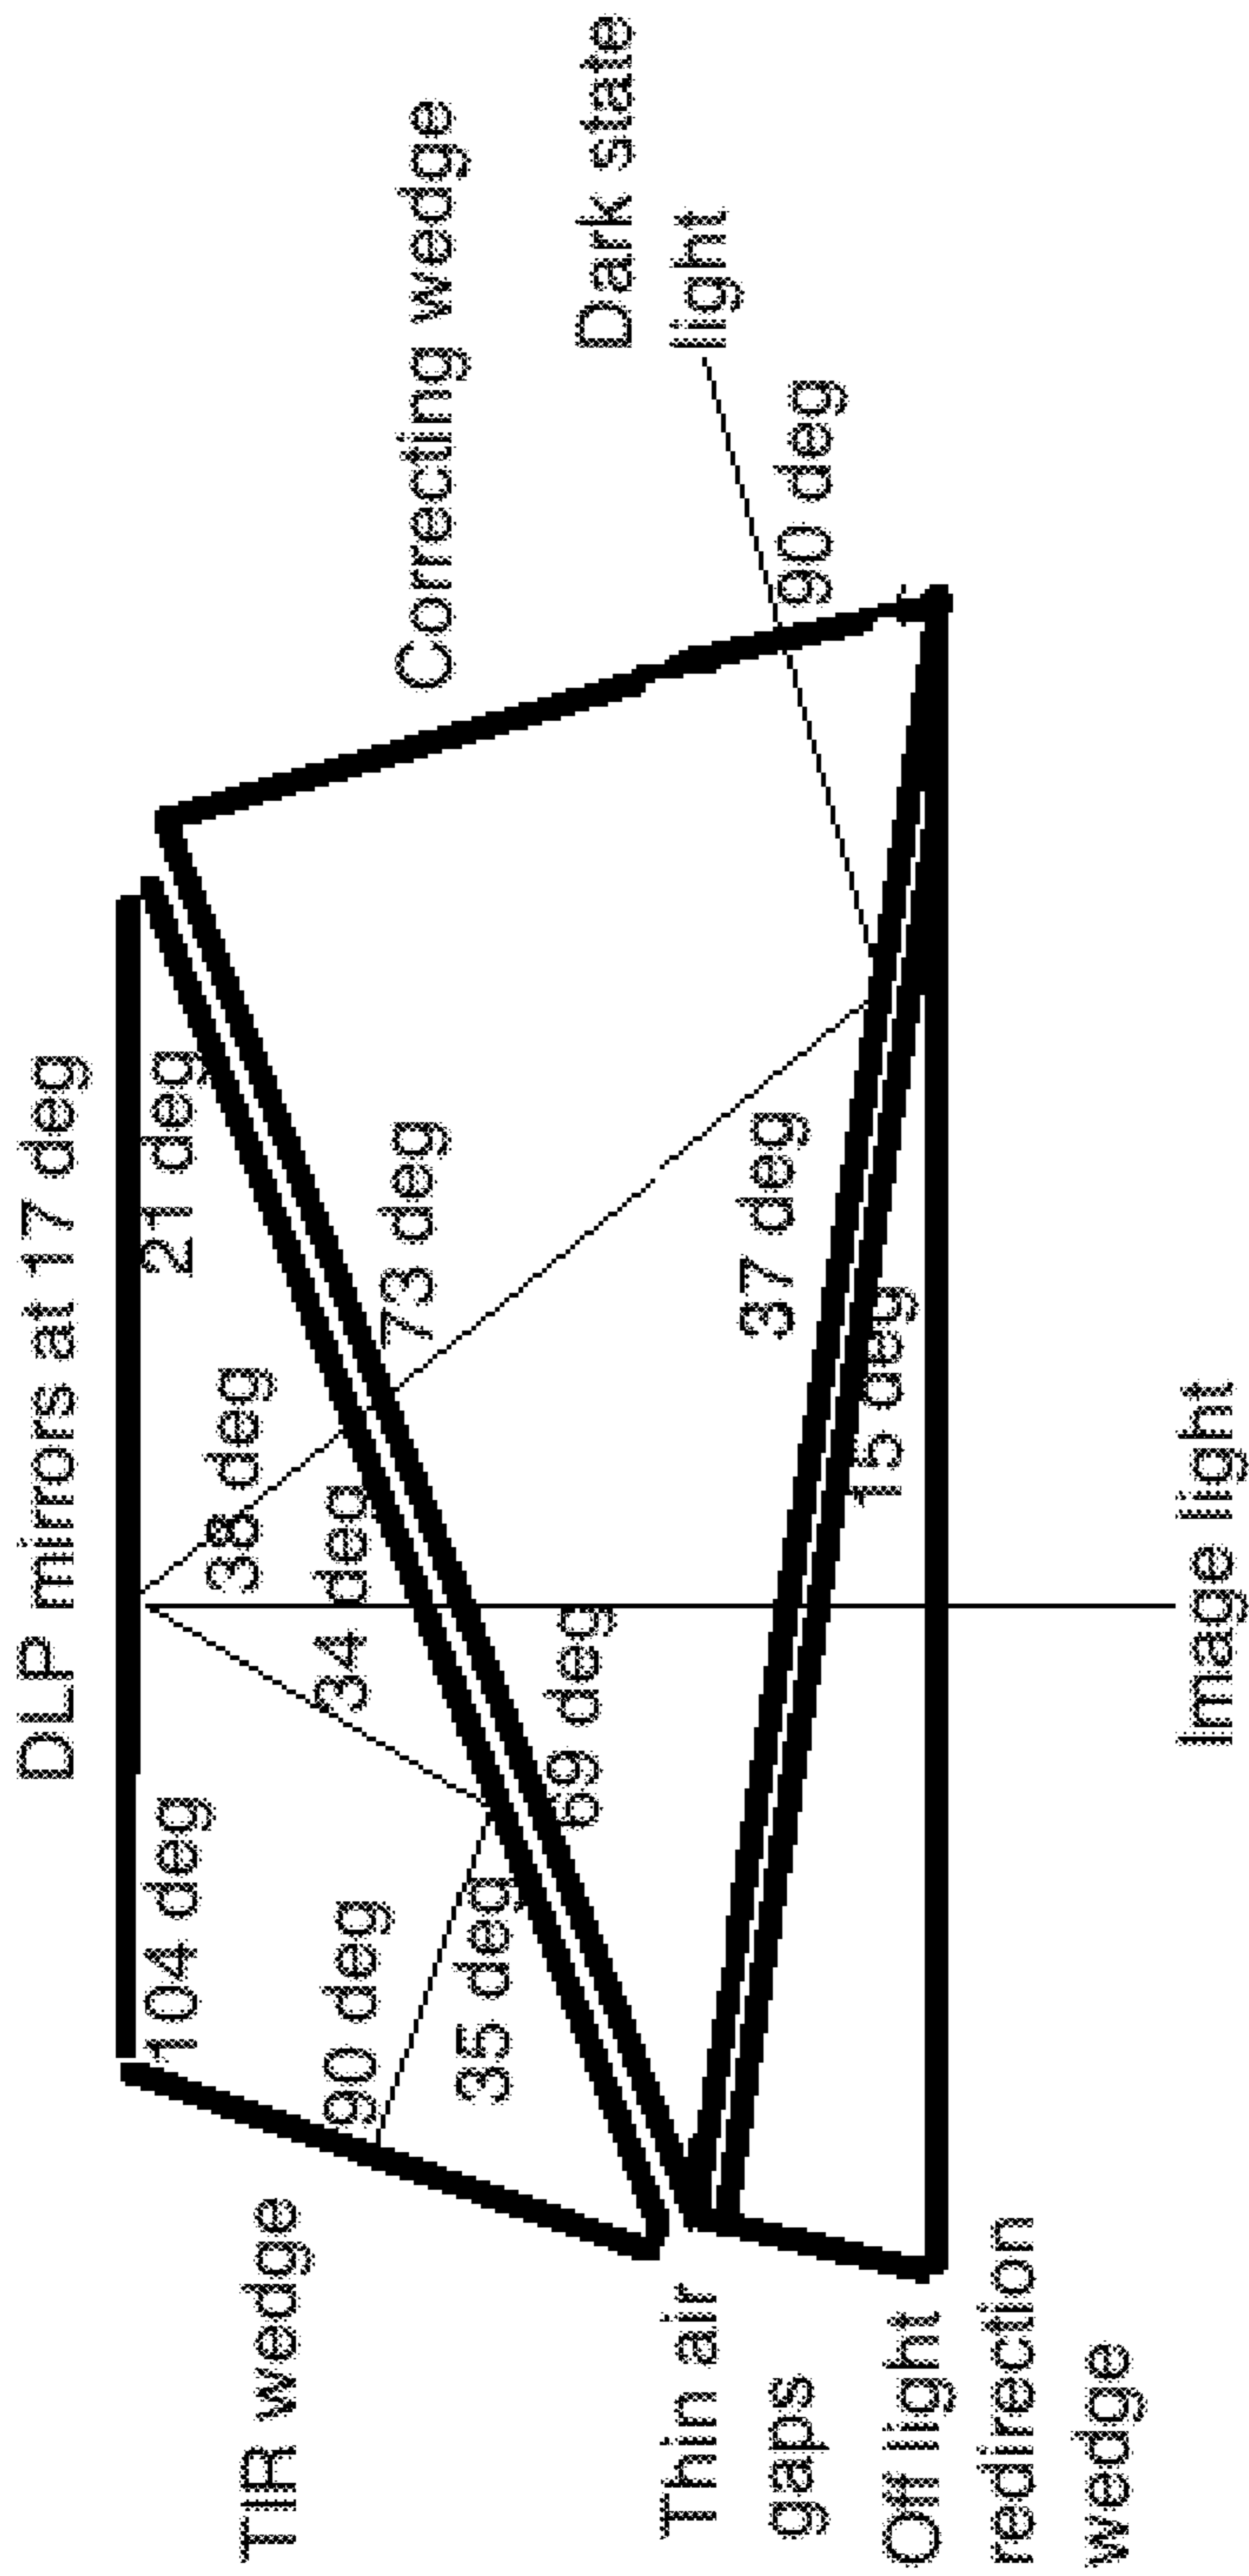 DLP mirrors at 17 deg
TIR wedge
104 deg
21 deg
38 deg
90 deg
34 deg
35 deg
73 deg
Correcting wedge
69 deg
Dark state
light
Thin air
gaps
37 deg
90 deg
15 deg
Off light
redirection
wedge
Image light